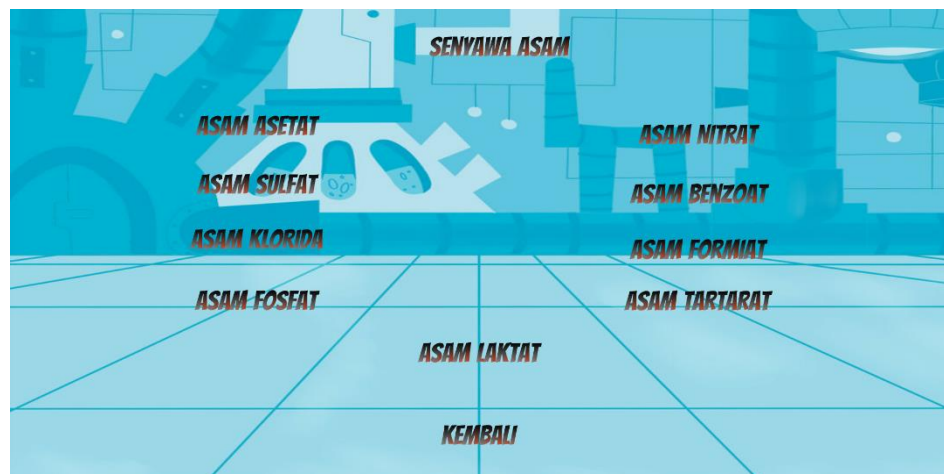 SENYAWA ASAM
ASAM ASETAT
ASAM NITRAT
ASAM SULFAT
ASAM BENZOAT
ASAM KLORIDA
ASAM FORMIAT
ASAM FOSFAT
ASAM TARTARAT
ASAM LAKTAT
KEMBALI